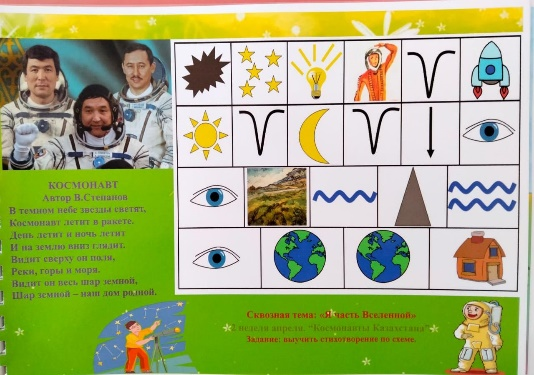 КОСМОНАВТ
Автор В.Степанов
В темном небе звезды светят,
Космонавт летит в ракете.
День летит и ночь летит
И на землю вниз глядит.
Видит сверху он поля,
Реки, горы и моря.
Видит он весь шар земной,
Шар земной – наш дом родной.
Сквозная тема: «Я часть Вселенной»
неделя апреля "Космонавты Казахстана"
Задание: выучить стихотворение по схеме.